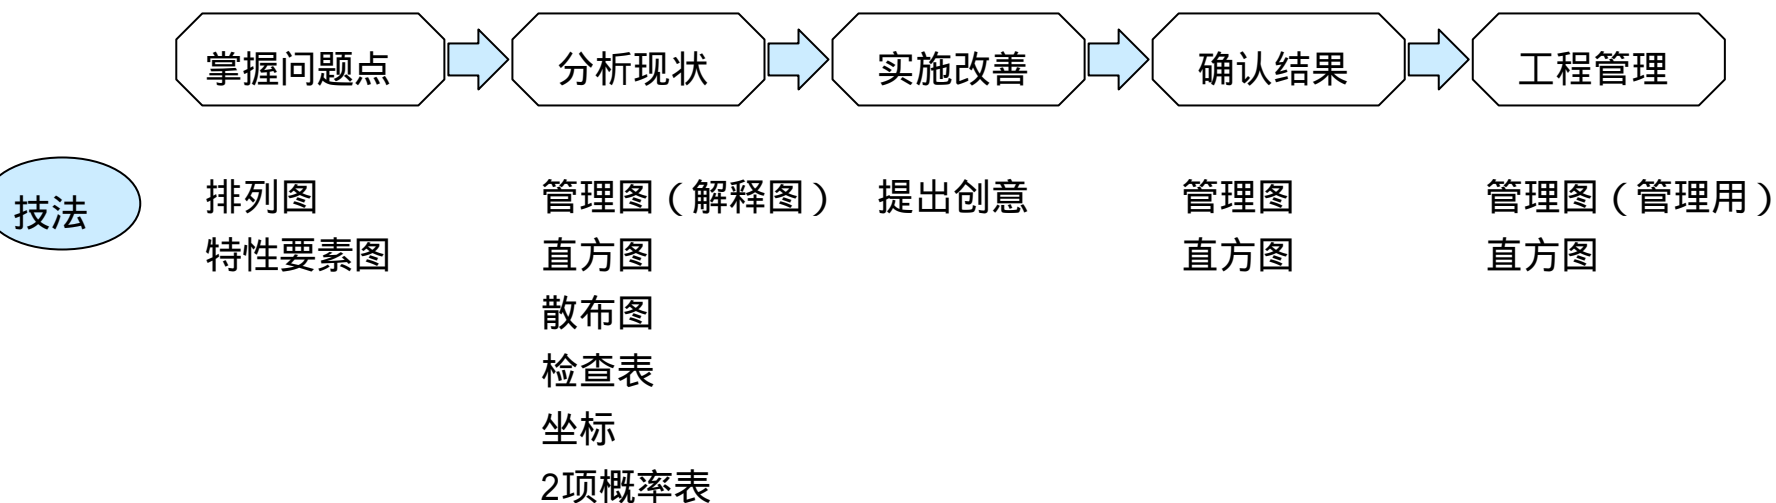 掌握问题点
分析现状
实施改善
确认结果
工程管理
技法
排列图
特性要素图
管理图（解释图）
直方图
散布图
检查表
坐标
2项概率表
提出创意
管理图
直方图
管理图（管理用）
直方图